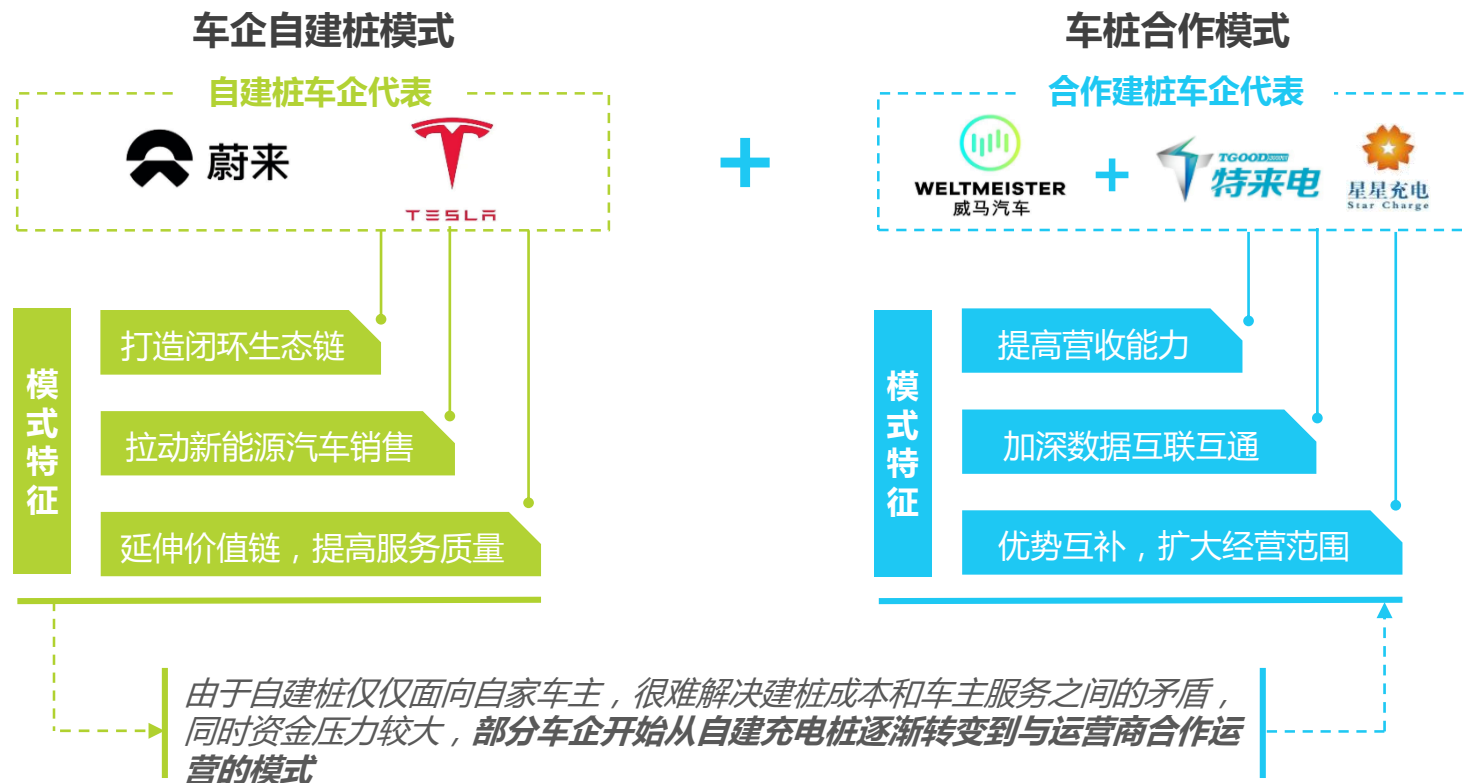 车企自建桩模式
自建桩车企代表
蔚来
TESLA
模式特征
打造闭环生态链
拉动新能源汽车销售
延伸价值链，提高服务质量
+
车桩合作模式
合作建桩车企代表
WELTMEISTER
威马汽车
+
TGOOD
特来电
星星充电
Star Charge
模式特征
提高营收能力
加深数据互联互通
优势互补，扩大经营范围
由于自建桩仅仅面向自家车主，很难解决建桩成本和车主服务之间的矛盾，
同时资金压力较大，部分车企开始从自建充电桩逐渐转变到与运营商合作运
营的模式